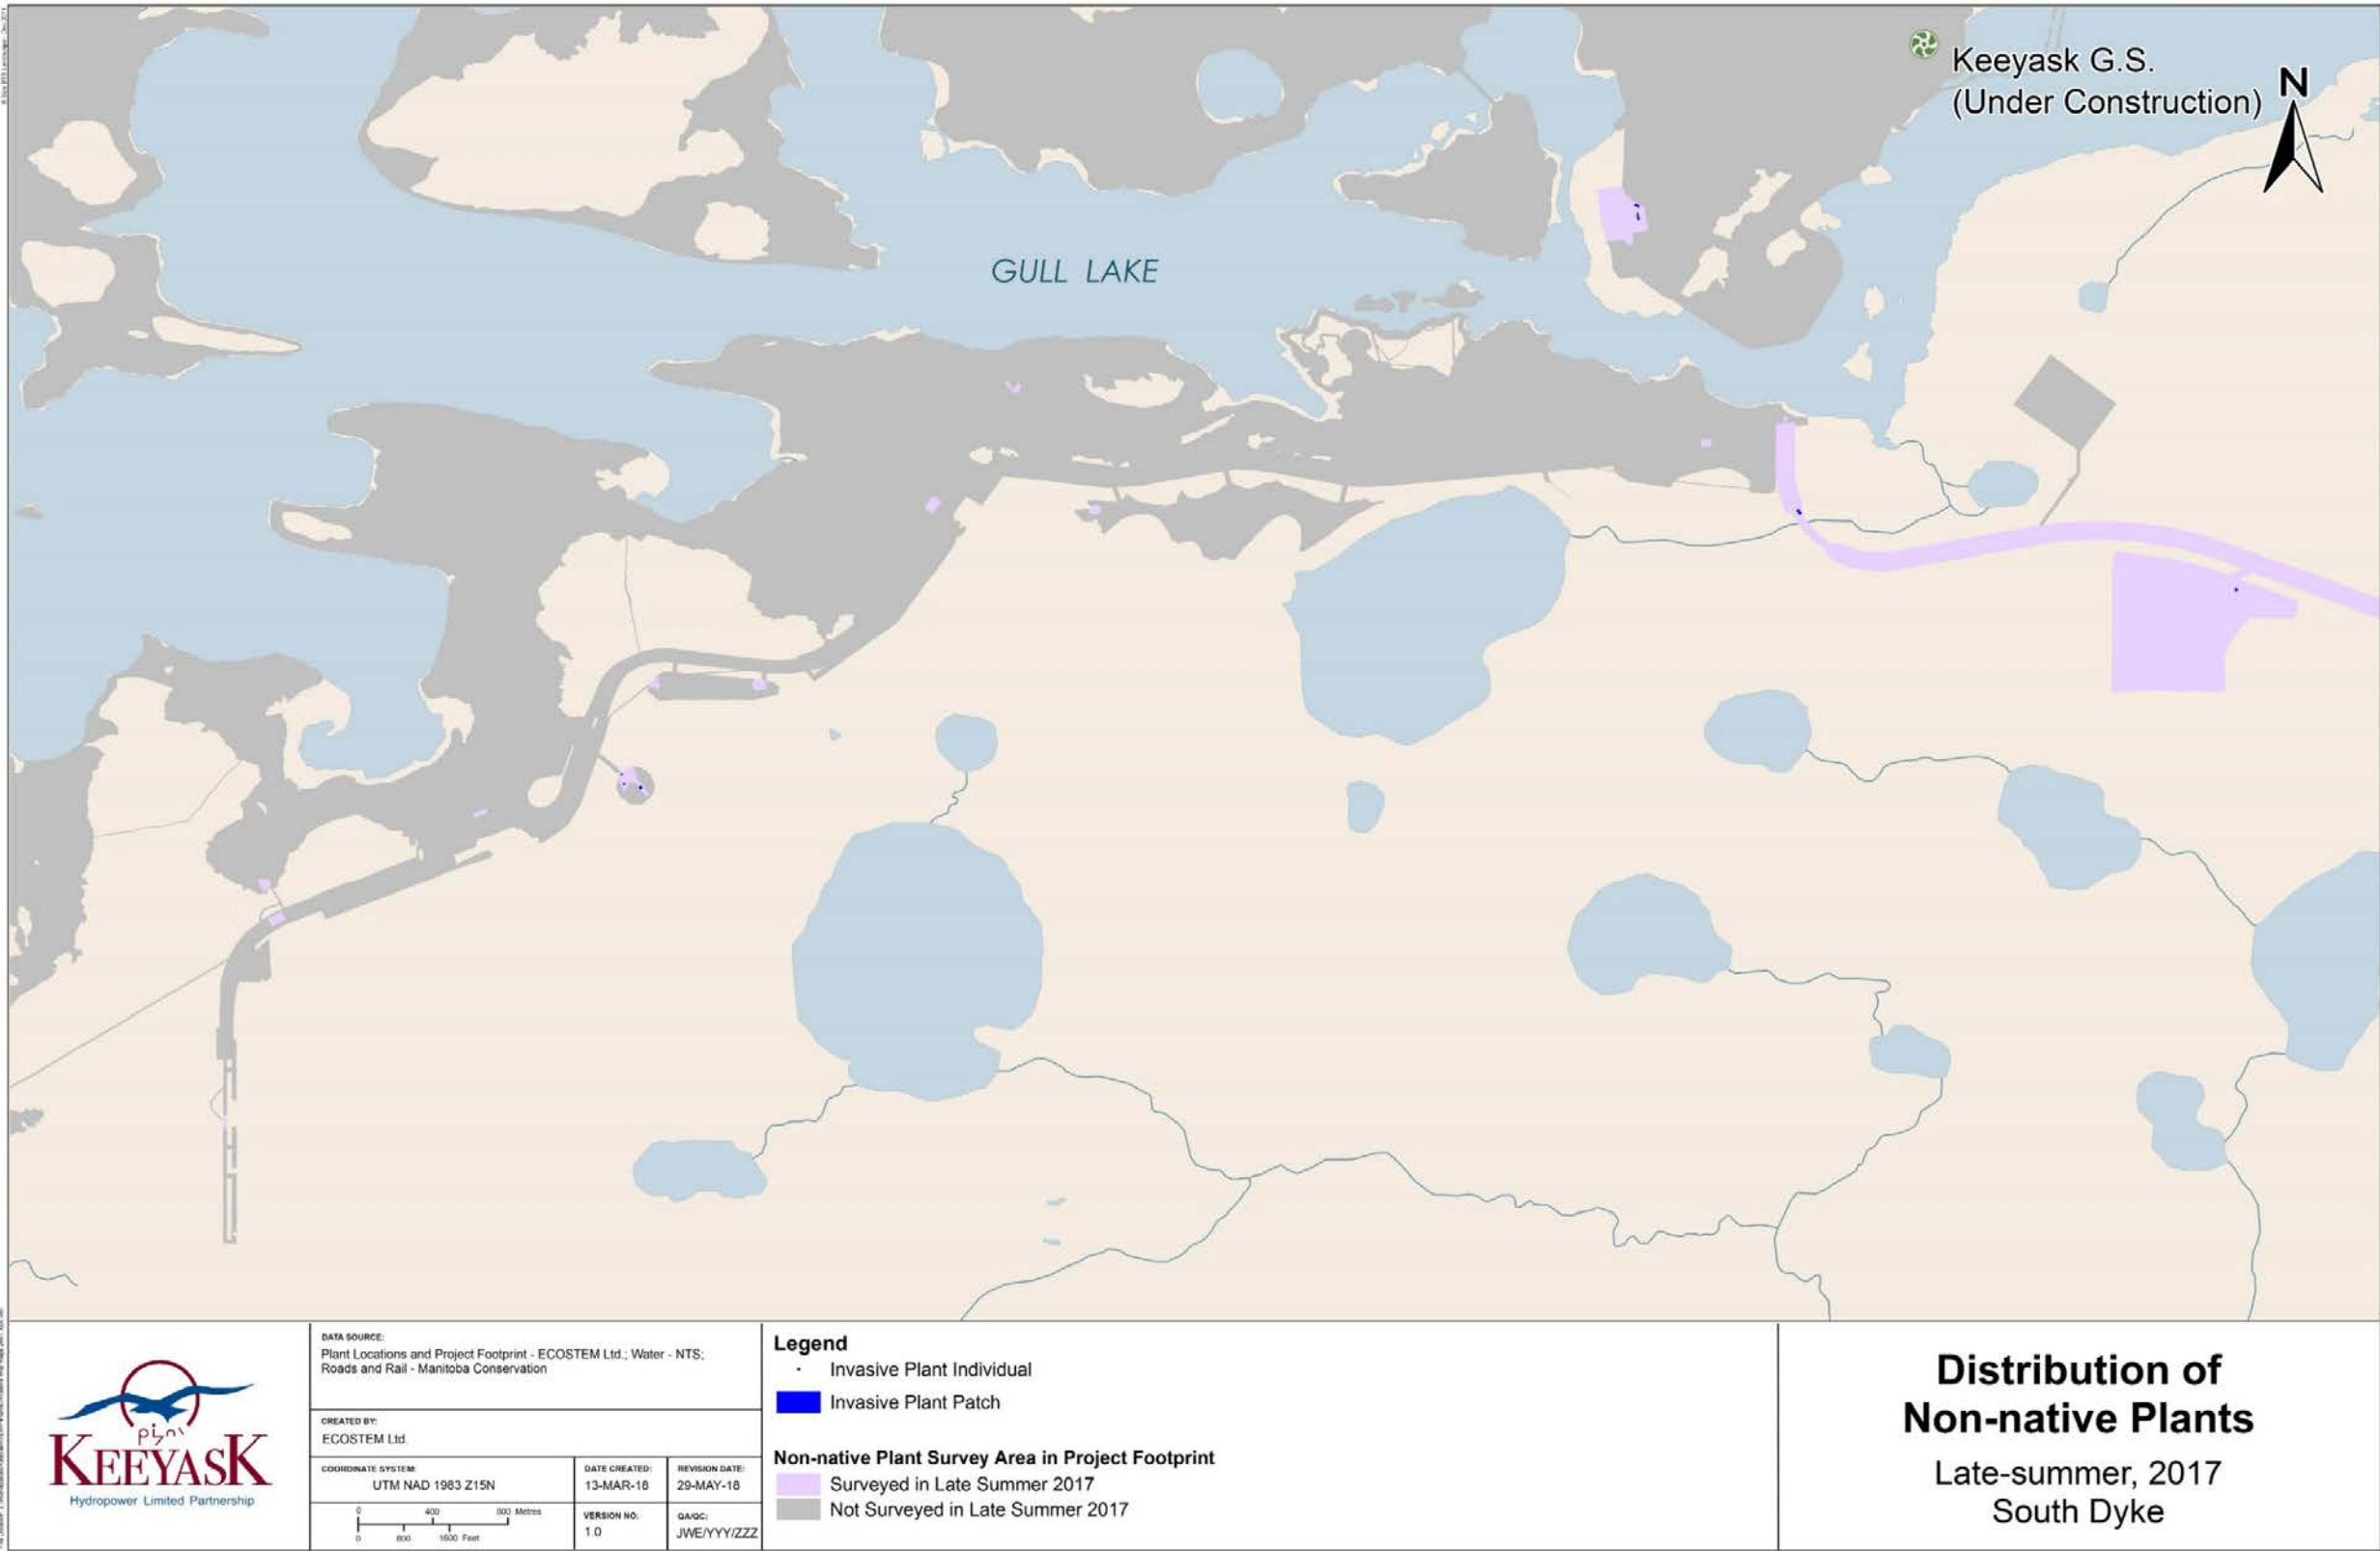 Keeyask G.S.
(Under Construction)
N
GULL LAKE
KEEYASK
Hydropower Limited Partnership
DATA SOURCE:
Plant Locations and Project Footprint - ECOSTEM Ltd.; Water - NTS;
Roads and Rail - Manitoba Conservation
CREATED BY:
ECOSTEM Ltd.
COORDINATE SYSTEM:
UTM NAD 1983 Z15N
DATE CREATED:
13-MAR-18
REVISION DATE:
29-MAY-18
0 400 800 Metres
0 800 1600 Feet
VERSION NO:
1.0
QA/QC:
JWE/YYY/ZZZ
Legend
Invasive Plant Individual
Invasive Plant Patch
Non-native Plant Survey Area in Project Footprint
Surveyed in Late Summer 2017
Not Surveyed in Late Summer 2017
Distribution of
Non-native Plants
Late-summer, 2017
South Dyke